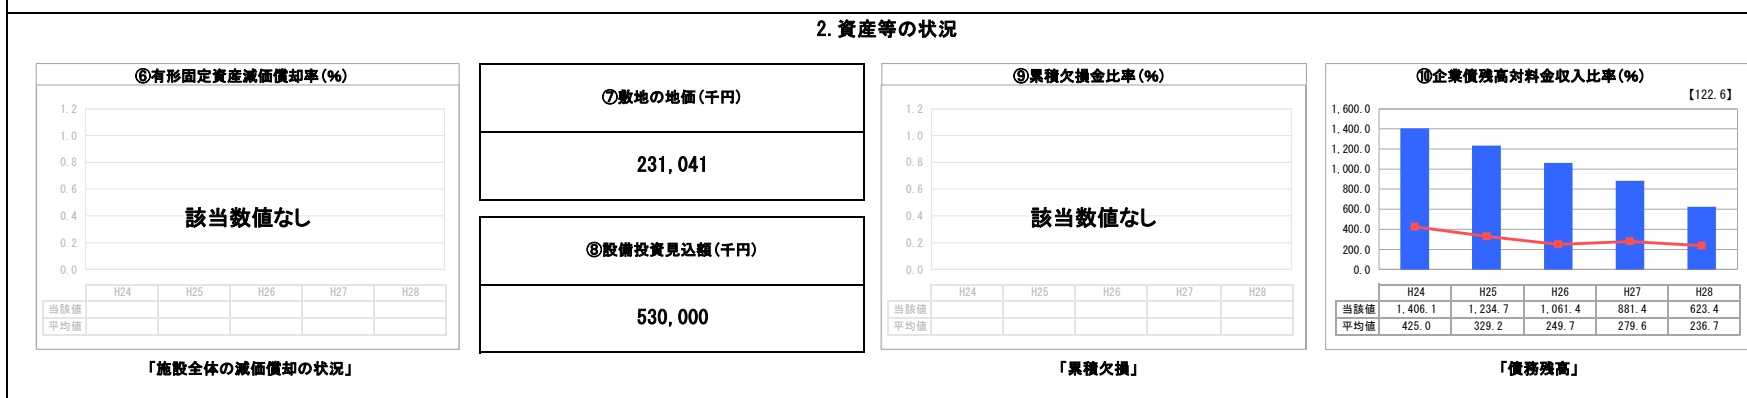 2. 資産等の状況
⑥有形固定資産減価償却率(%)
1.2
1.0
0.8
0.6
0.4
0.2
0.0
該当数値なし
H24 H25 H26 H27 H28
当該値
平均値
「施設全体の減価償却の状況」
⑦敷地の地価(千円)
231,041
⑧設備投資見込額(千円)
530,000
⑨累積欠損金比率(%)
1.2
1.0
0.8
0.6
0.4
0.2
0.0
該当数値なし
H24 H25 H26 H27 H28
当該値
平均値
「累積欠損」
⑩企業債残高対料金収入比率(%)
【122.6】
1,600.0
1,400.0
1,200.0
1,000.0
800.0
600.0
400.0
200.0
0.0
H24 H25 H26 H27 H28
当該値 1,406.1 1,234.7 1,061.4 881.4 623.4
平均値 425.0 329.2 249.7 279.6 236.7
「債務残高」